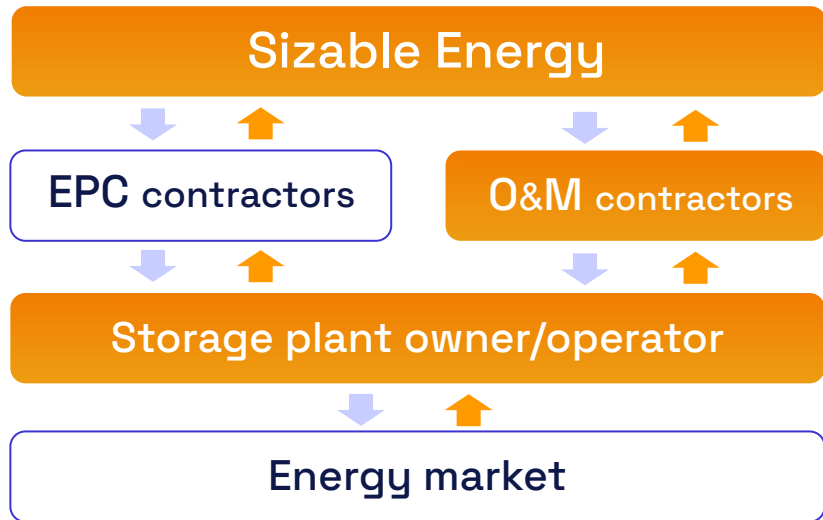 Sizable Energy
EPC contractors
O&M contractors
Storage plant owner/operator
Energy market